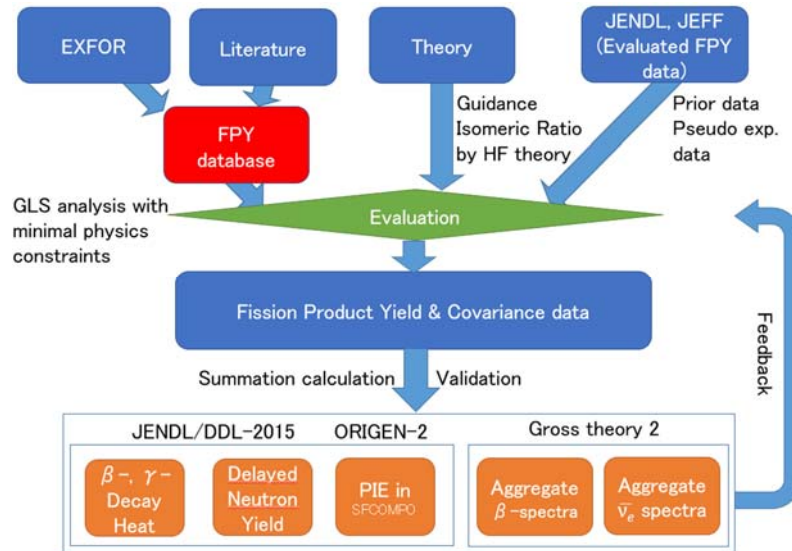 EXFOR
Literature
Theory
JENDL, JEFF
(Evaluated FPY
data)
FPY
database
Guidance
Isomeric Ratio
by HF theory
Prior data
Pseudo exp.
data
GLS analysis with
minimal physics
constraints
Evaluation
Fission Product Yield & Covariance data
Feedback
Summation calculation
Validation
JENDL/DDL-2015
ORIGEN-2
Gross theory 2
β-, γ-
Decay
Heat
Delayed
Neutron
Yield
PIE in
SFCOMPO
Aggregate
β-spectra
Aggregate
ν̅e spectra